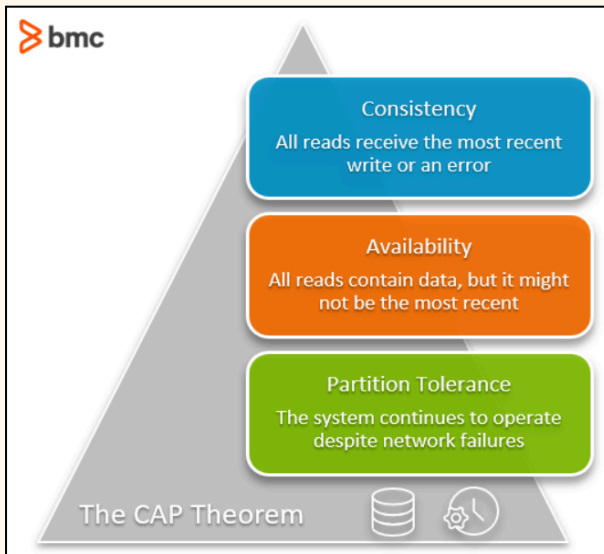 bmc
Consistency
All reads receive the most recent
write or an error
Availability
All reads contain data, but it might
not be the most recent
Partition Tolerance
The system continues to operate
despite network failures
The CAP Theorem